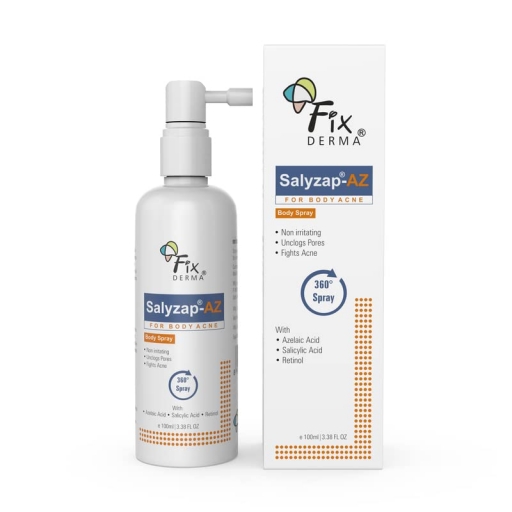 Fix
DERMA®
Salyzap®-AZ
FOR BODY ACNE
Body Spray
• Non irritating
• Unclogs Pores
• Fights Acne
360°
Spray
With
• Azelaic Acid • Salicylic Acid • Retinol
e 100ml | 3.38 FL OZ
Fix®
DERMA
Salyzap®-AZ
FOR BODY ACNE
Body Spray
• Non irritating
• Unclogs Pores
• Fights Acne
360°
Spray
With
• Azelaic Acid
• Salicylic Acid
• Retinol
e 100ml | 3.38 FL.OZ